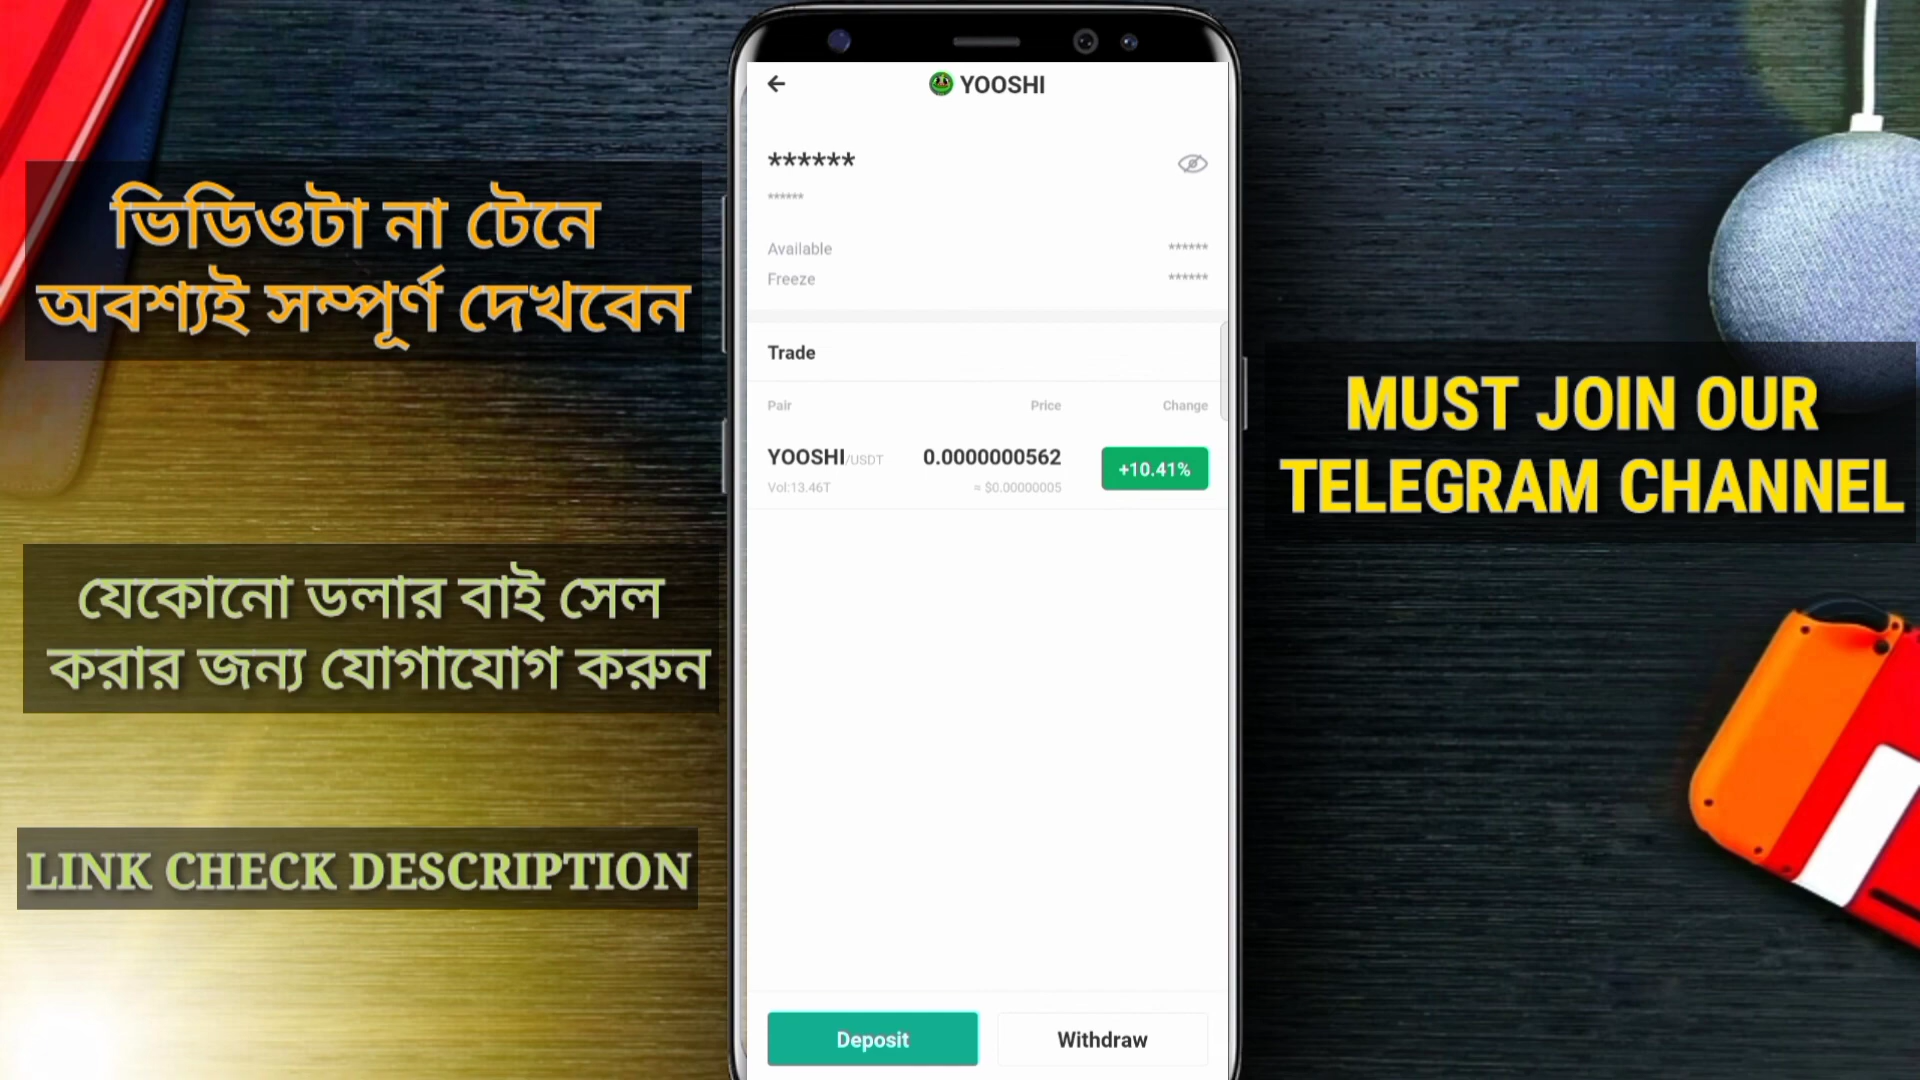 ভিডিওটা না টেনে
অবশ্যই সম্পূর্ণ দেখবেন
যেকোনো ডলার বাই সেল
করার জন্য যোগাযোগ করুন
LINK CHECK DESCRIPTION
YOOSHI
******
******
Available ******
Freeze ******
Trade
Pair Price Change
YOOSHI/USDT 0.0000000562 +10.41%
Vol:13.46T ≈ $0.00000005
Deposit Withdraw
MUST JOIN OUR
TELEGRAM CHANNEL